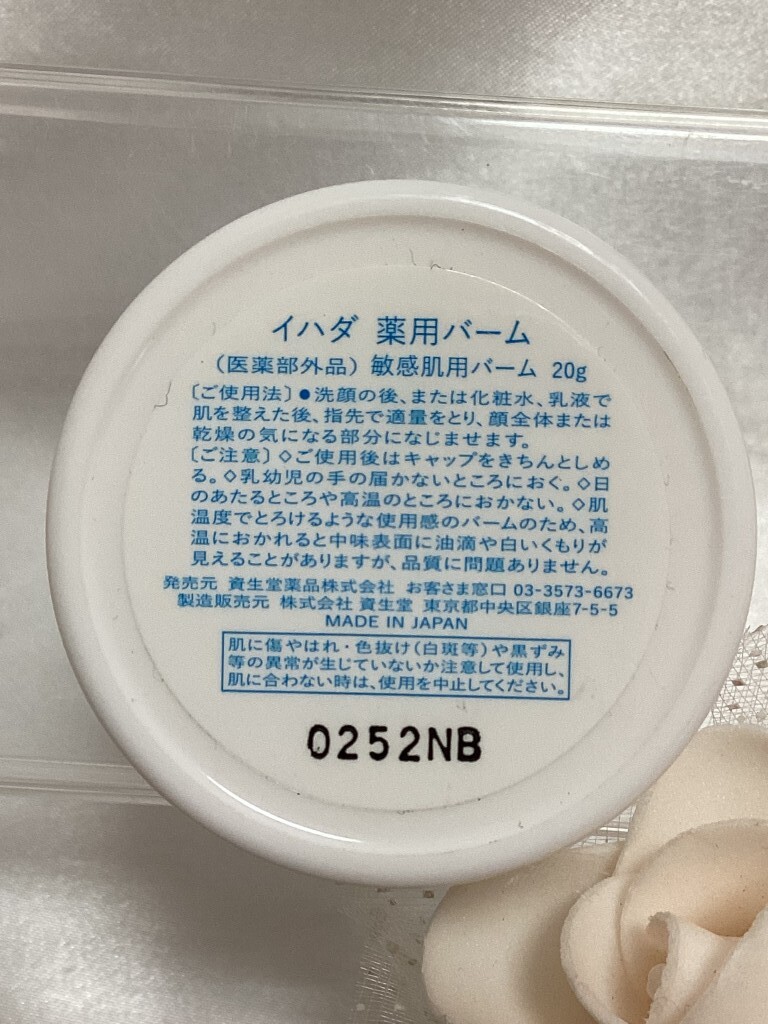 イハダ 薬用バーム
（医薬部外品）敏感肌用バーム 20g
〔ご使用法〕●洗顔の後、または化粧水、乳液で
肌を整えた後、指先で適量をとり、顔全体または
乾燥の気になる部分になじませます。
〔ご注意〕◇ご使用後はキャップをきちんとしめ
る。◇乳幼児の手の届かないところにおく。◇日
のあたるところや高温のところにおかない。◇肌
温度でとろけるような使用感のバームのため、高
温におかれると中味表面に油滴や白いくもりが
見えることがありますが、品質に問題ありません。
発売元 資生堂薬品株式会社 お客さま窓口 03-3573-6673
製造販売元 株式会社 資生堂 東京都中央区銀座7-5-5
MADE IN JAPAN
肌に傷やはれ・色抜け（白斑等）や黒ずみ
等の異常が生じていないか注意して使用し、
肌に合わない時は、使用を中止してください。
0252NB